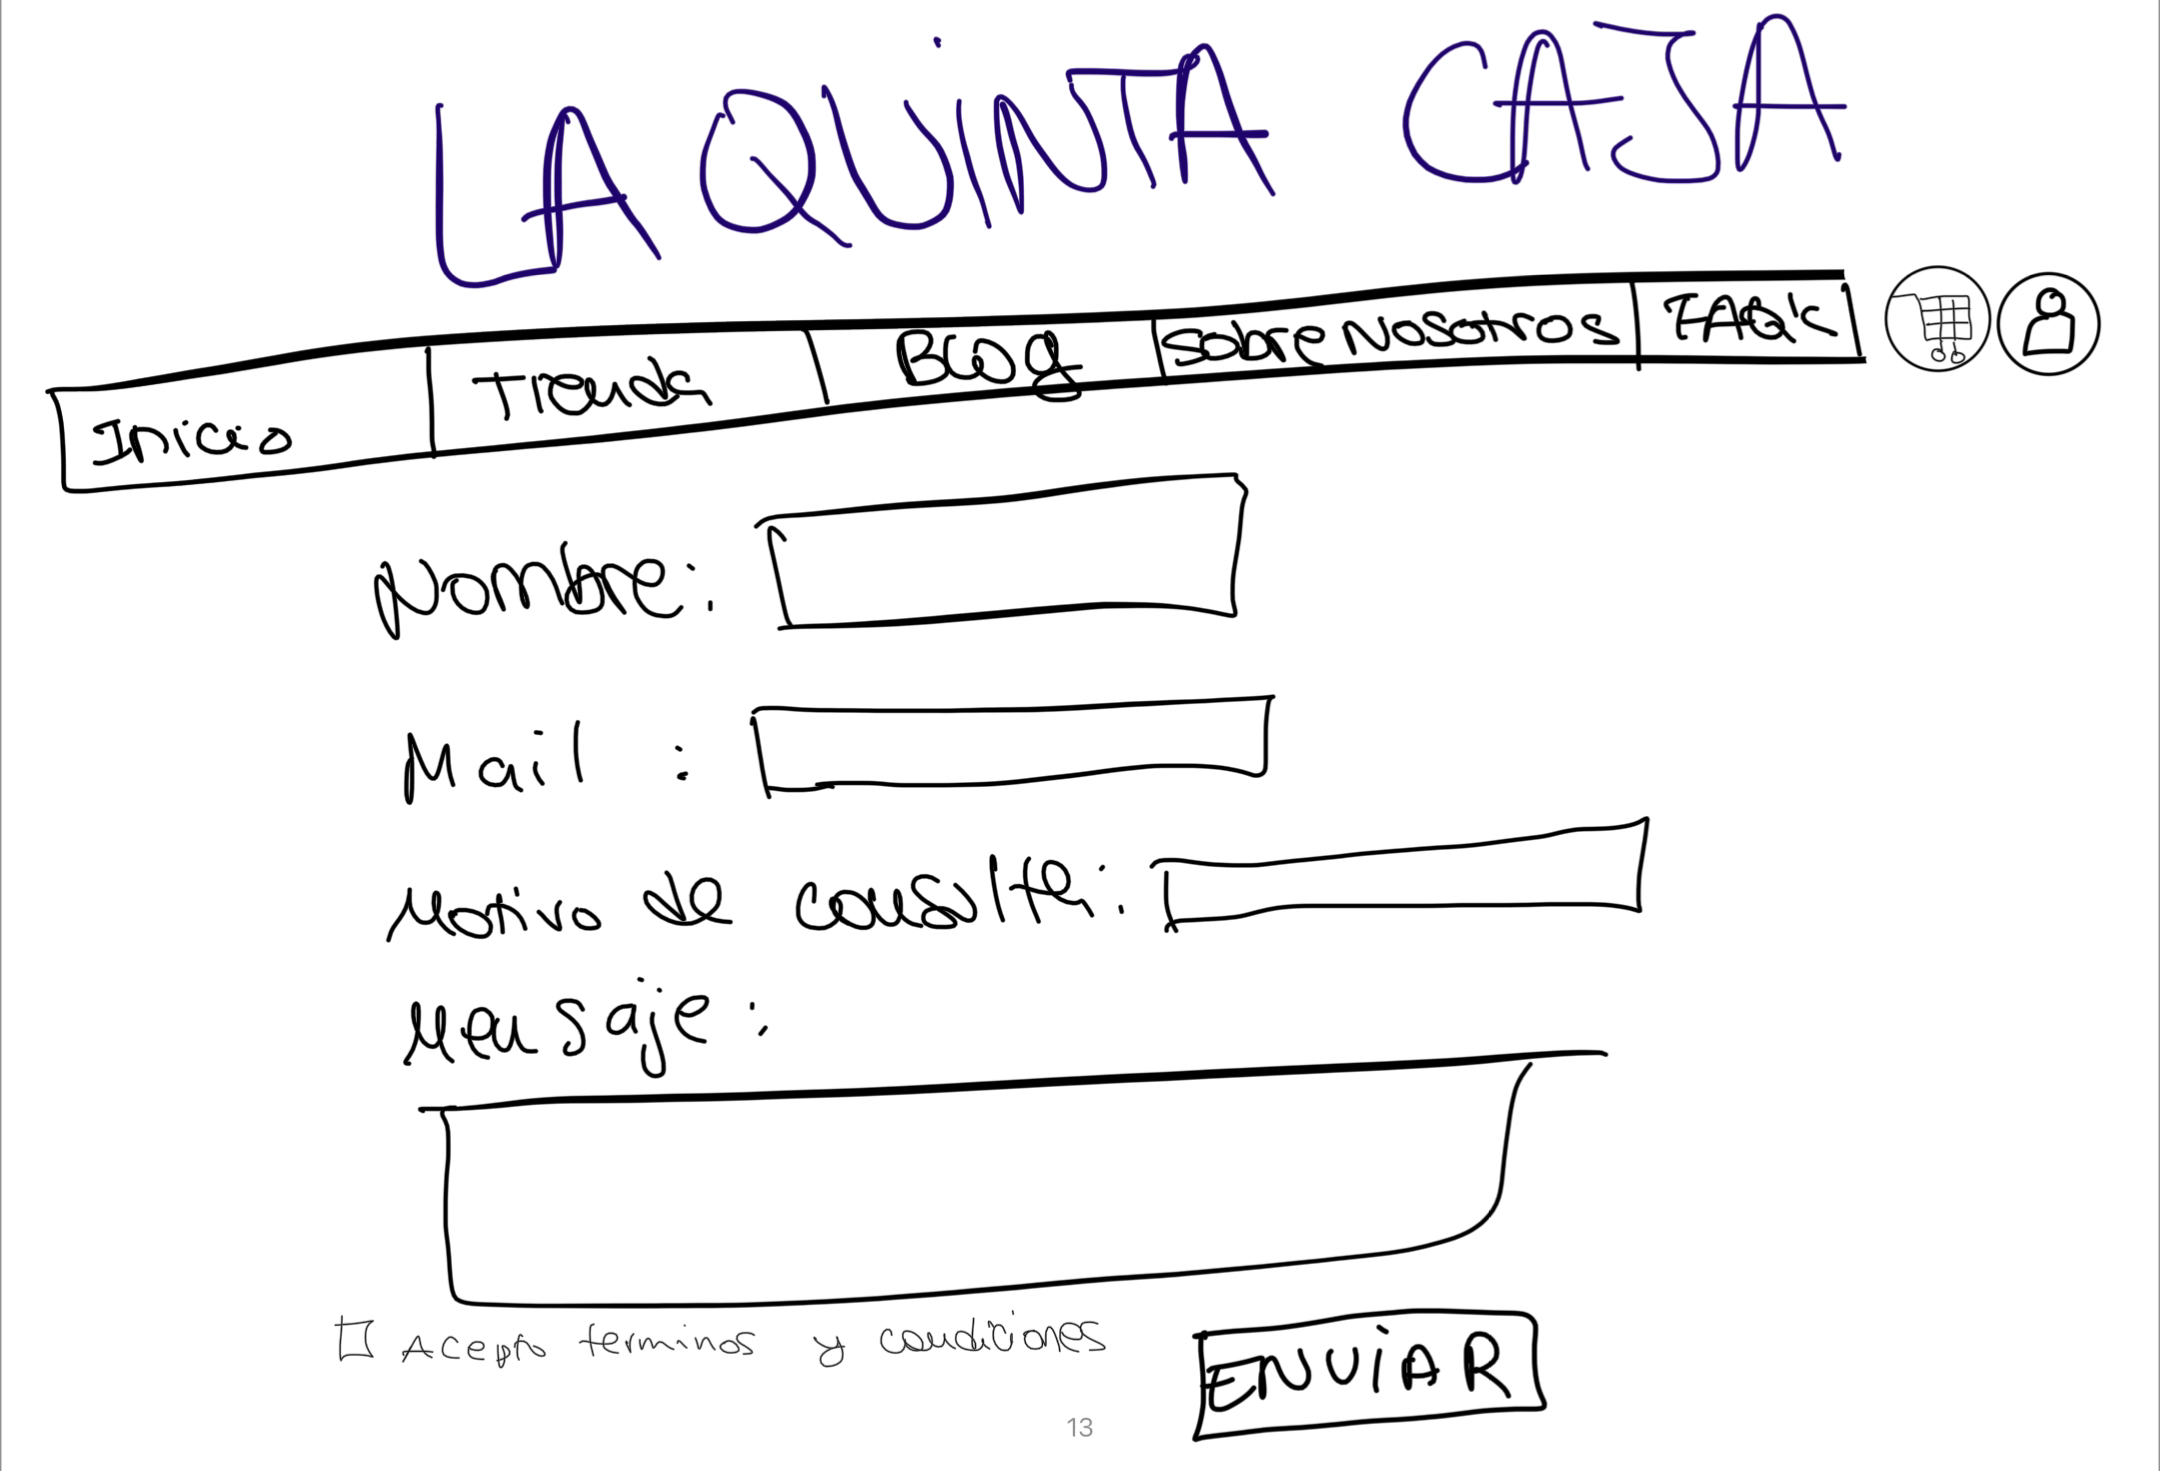 LA QUINTA CAJA
Inicio Tienda Blog Sobre Nosotros FAQ's
Nombre:
Mail :
Motivo de consulta:
Mensaje:
Acepto terminos y condiciones
ENVIAR
13